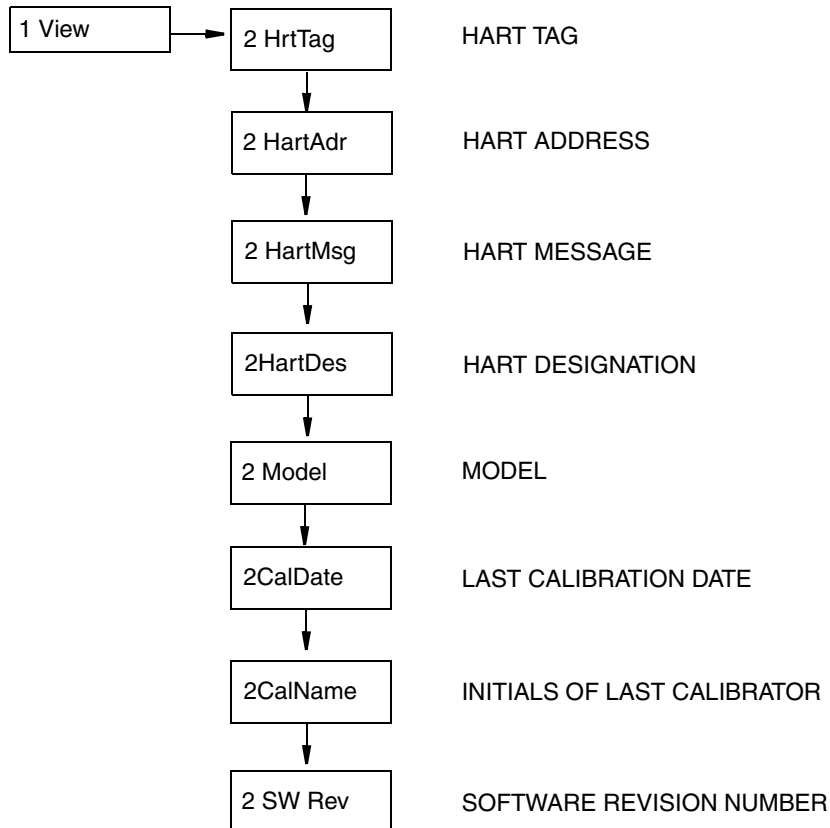 1 View
2 HrtTag
HART TAG
2 HartAdr
HART ADDRESS
2 HartMsg
HART MESSAGE
2HartDes
HART DESIGNATION
2 Model
MODEL
2CalDate
LAST CALIBRATION DATE
2CalName
INITIALS OF LAST CALIBRATOR
2 SW Rev
SOFTWARE REVISION NUMBER